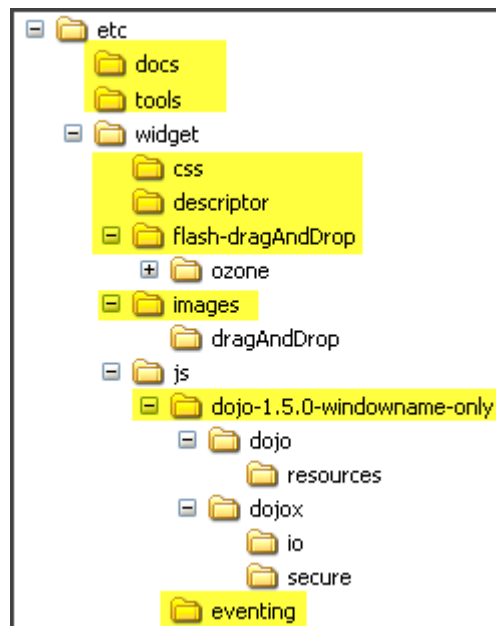 etc
docs
tools
widget
css
descriptor
flash-dragAndDrop
ozone
images
dragAndDrop
js
dojo-1.5.0-windowname-only
dojo
resources
dojox
io
secure
eventing